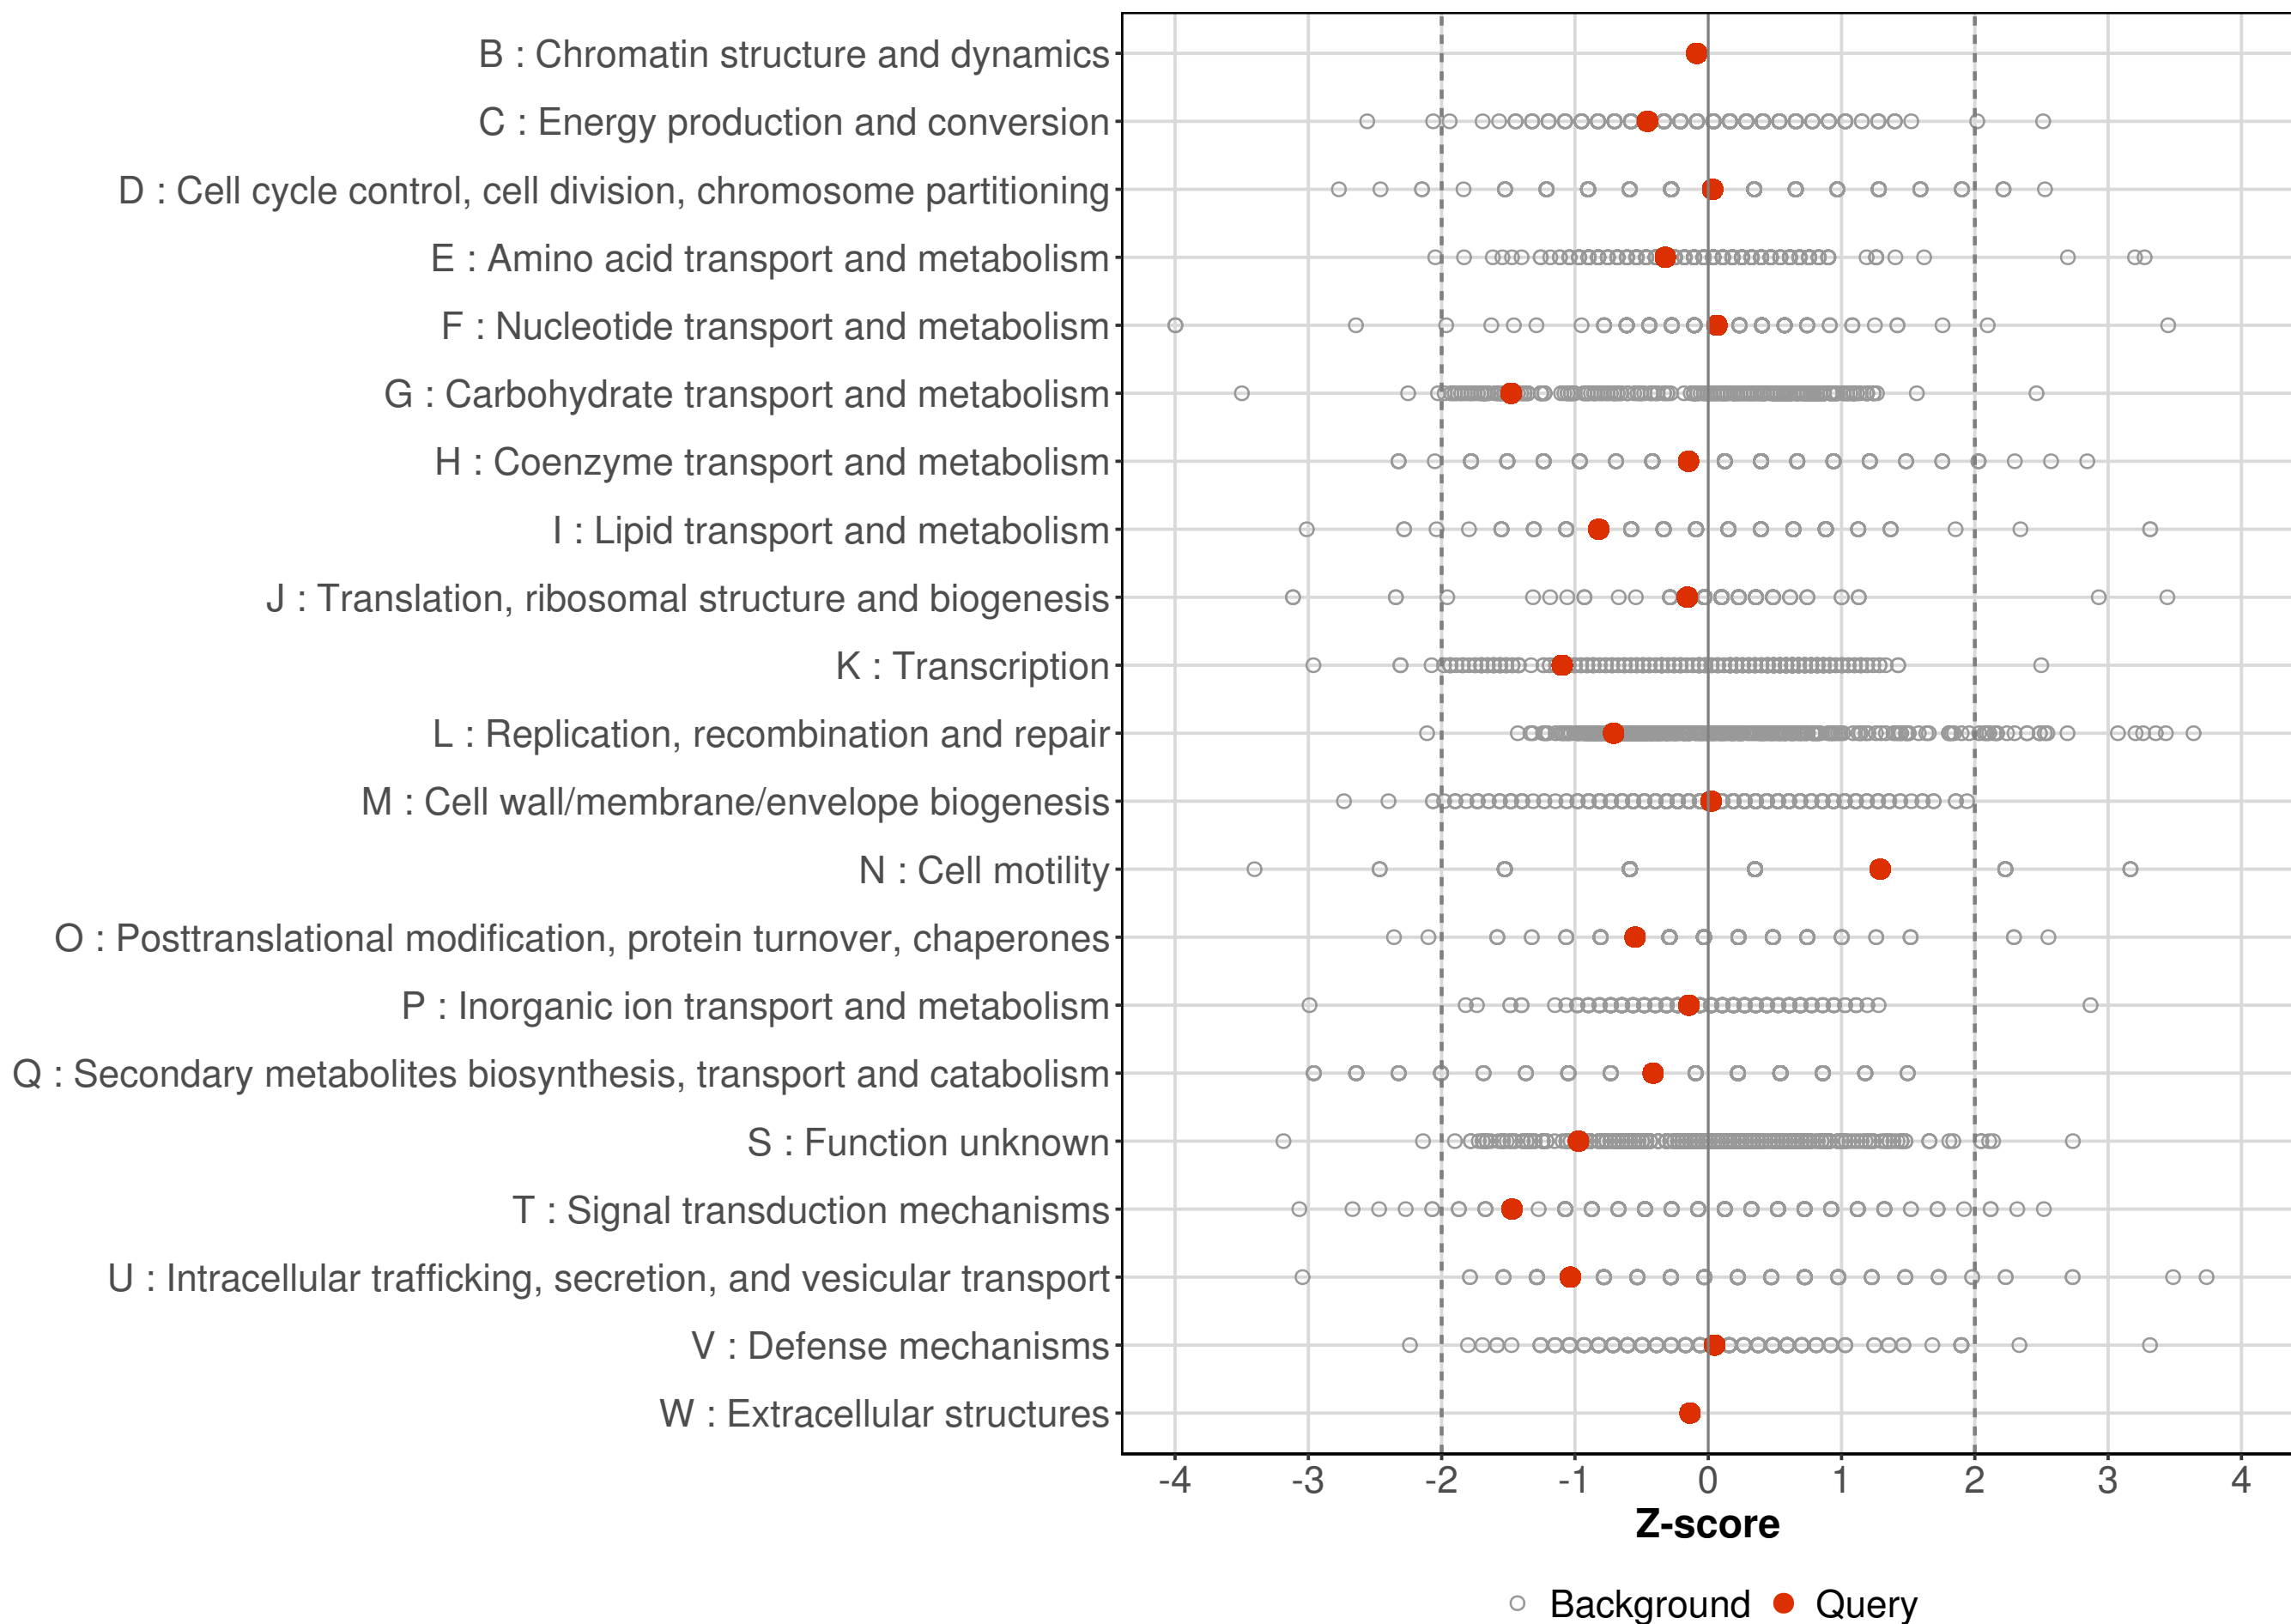 B : Chromatin structure and dynamics
C : Energy production and conversion
D : Cell cycle control, cell division, chromosome partitioning
E : Amino acid transport and metabolism
F : Nucleotide transport and metabolism
G : Carbohydrate transport and metabolism
H : Coenzyme transport and metabolism
I : Lipid transport and metabolism
J : Translation, ribosomal structure and biogenesis
K : Transcription
L : Replication, recombination and repair
M : Cell wall/membrane/envelope biogenesis
N : Cell motility
O : Posttranslational modification, protein turnover, chaperones
P : Inorganic ion transport and metabolism
Q : Secondary metabolites biosynthesis, transport and catabolism
S : Function unknown
T : Signal transduction mechanisms
U : Intracellular trafficking, secretion, and vesicular transport
V : Defense mechanisms
W : Extracellular structures
-4 -3 -2 -1 0 1 2 3 4
Z-score
Background Query